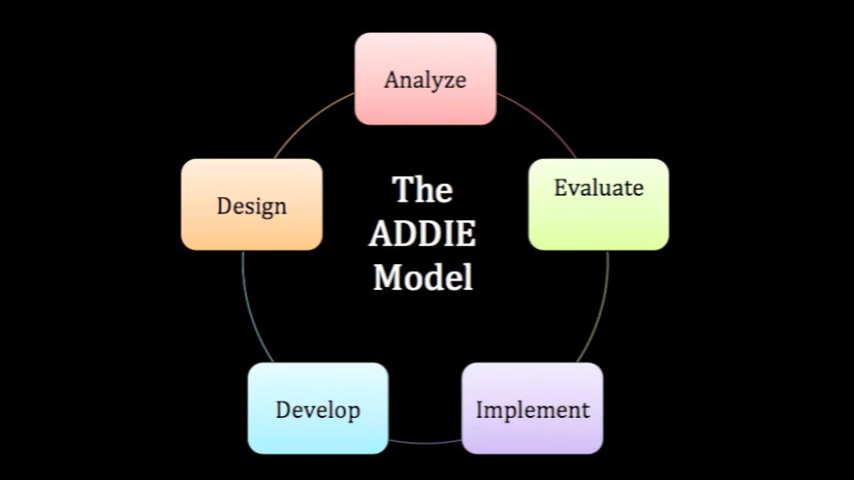 Analyze
Design
Evaluate
The
ADDIE
Model
Develop
Implement